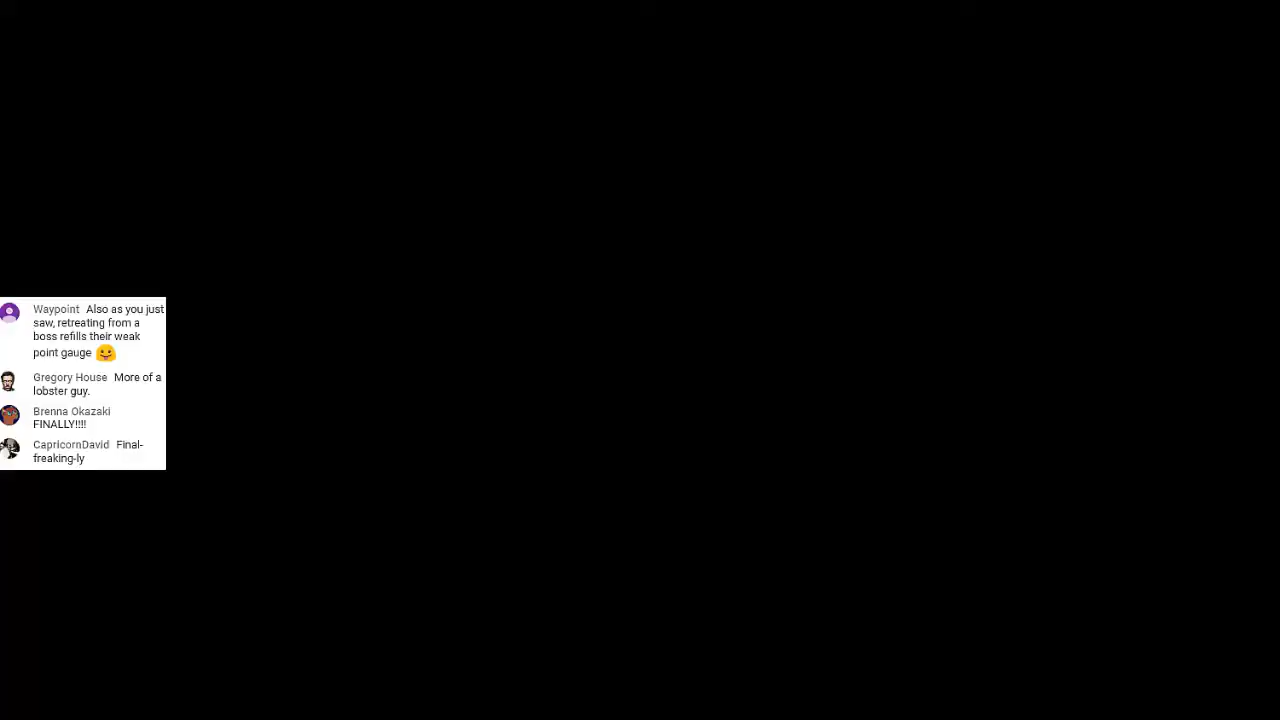 Waypoint Also as you just
saw, retreating from a
boss refills their weak
point gauge 😛
Gregory House More of a
lobster guy.
Brenna Okazaki
FINALLY!!!!
CapricornDavid Final-
freaking-ly